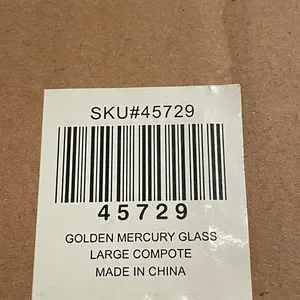 SKU#45729
45729
GOLDEN MERCURY GLASS
LARGE COMPOTE
MADE IN CHINA